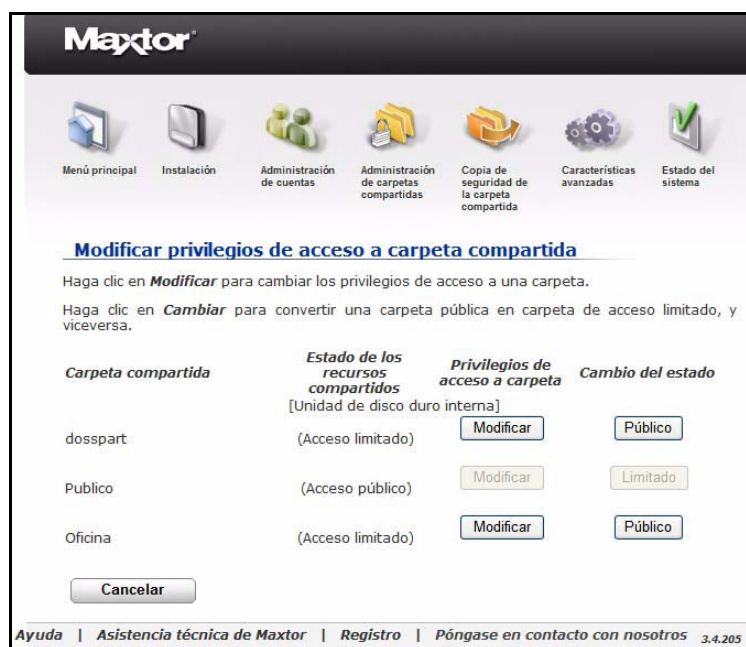 Maxtor
Menú principal
Instalación
Administración
de cuentas
Administración
de carpetas
compartidas
Copia de
seguridad de
la carpeta
compartida
Características
avanzadas
Estado del
sistema
Modificar privilegios de acceso a carpeta compartida
Haga clic en Modificar para cambiar los privilegios de acceso a una carpeta.
Haga clic en Cambiar para convertir una carpeta pública en carpeta de acceso limitado, y
viceversa.
Carpeta compartida
Estado de los
recursos
compartidos
Privilegios de
acceso a carpeta
Cambio del estado
[Unidad de disco duro interna]
dosspart (Acceso limitado) Modificar Público
Publico (Acceso público) Modificar Limitado
Oficina (Acceso limitado) Modificar Público
Cancelar
Ayuda | Asistencia técnica de Maxtor | Registro | Póngase en contacto con nosotros 3.4.205